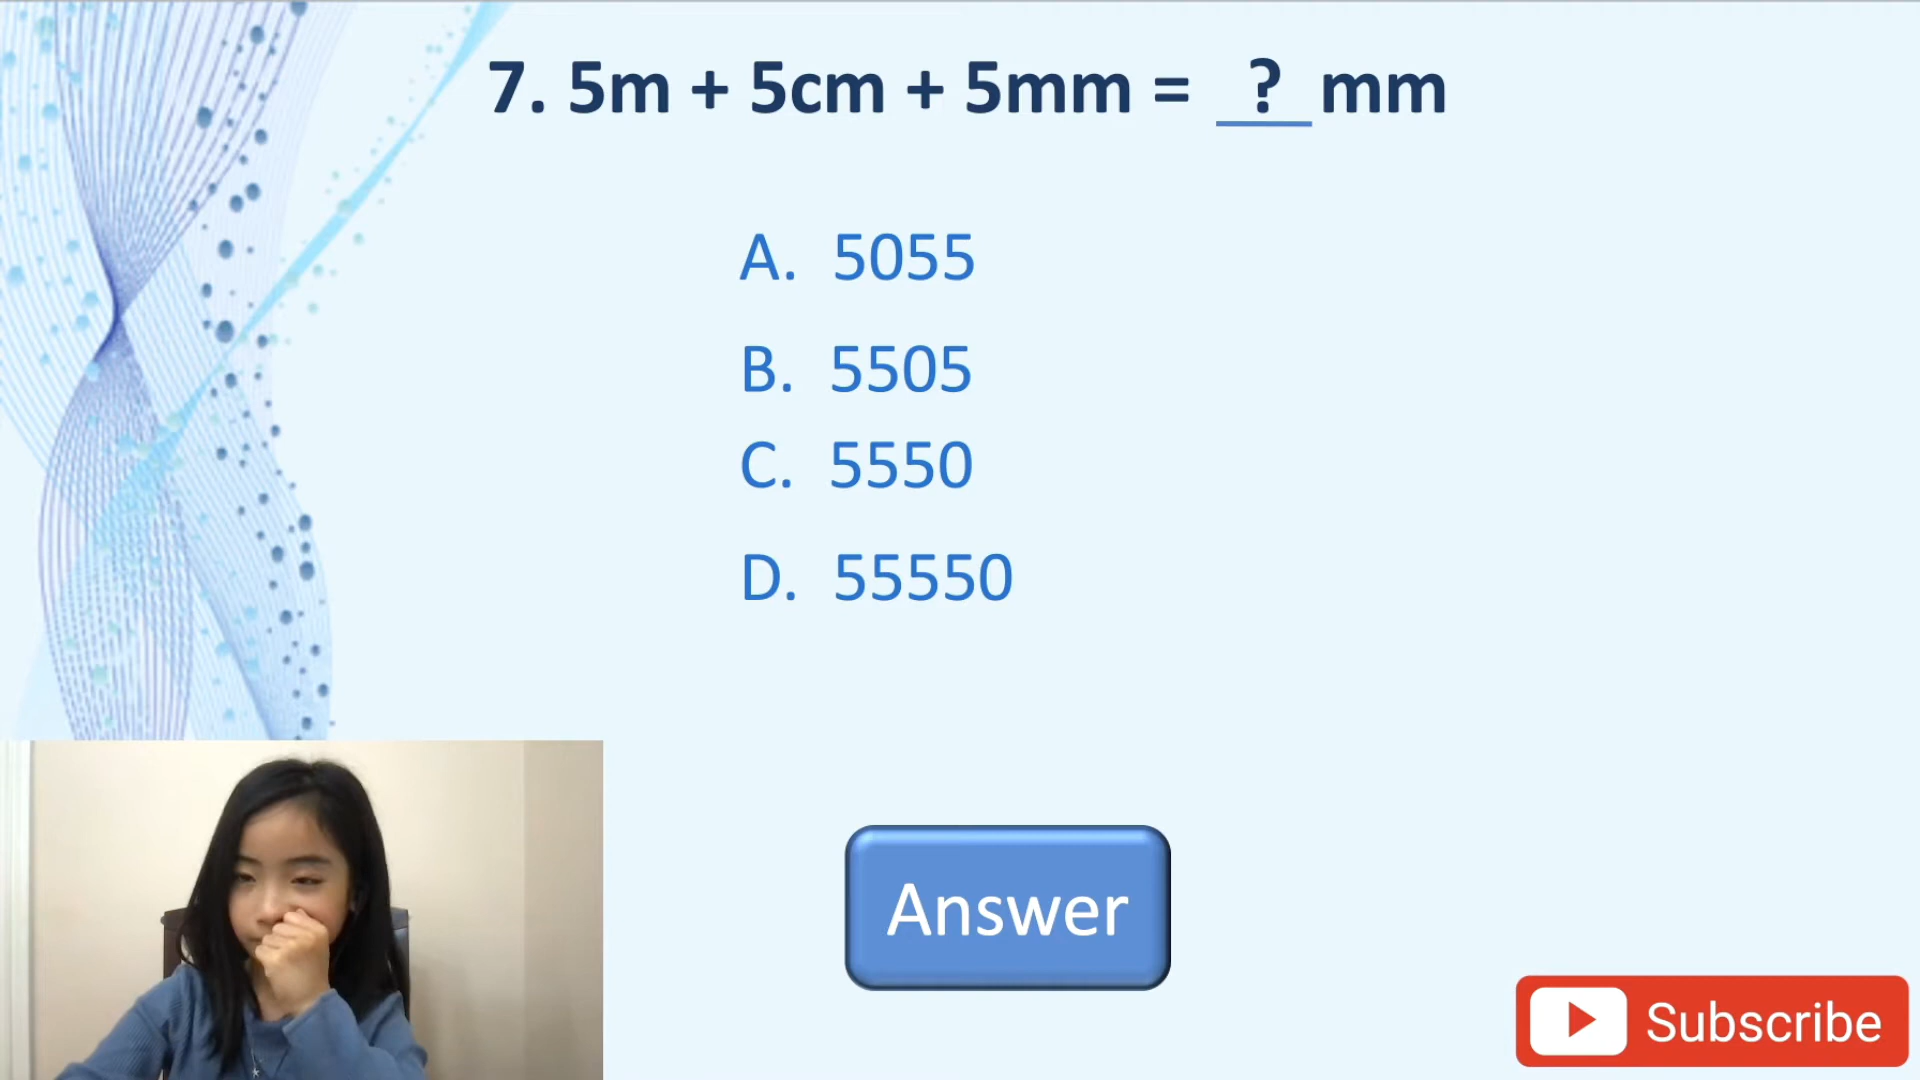 7. 5m + 5cm + 5mm = ? mm
A. 5055
B. 5505
C. 5550
D. 55550
Answer
Subscribe